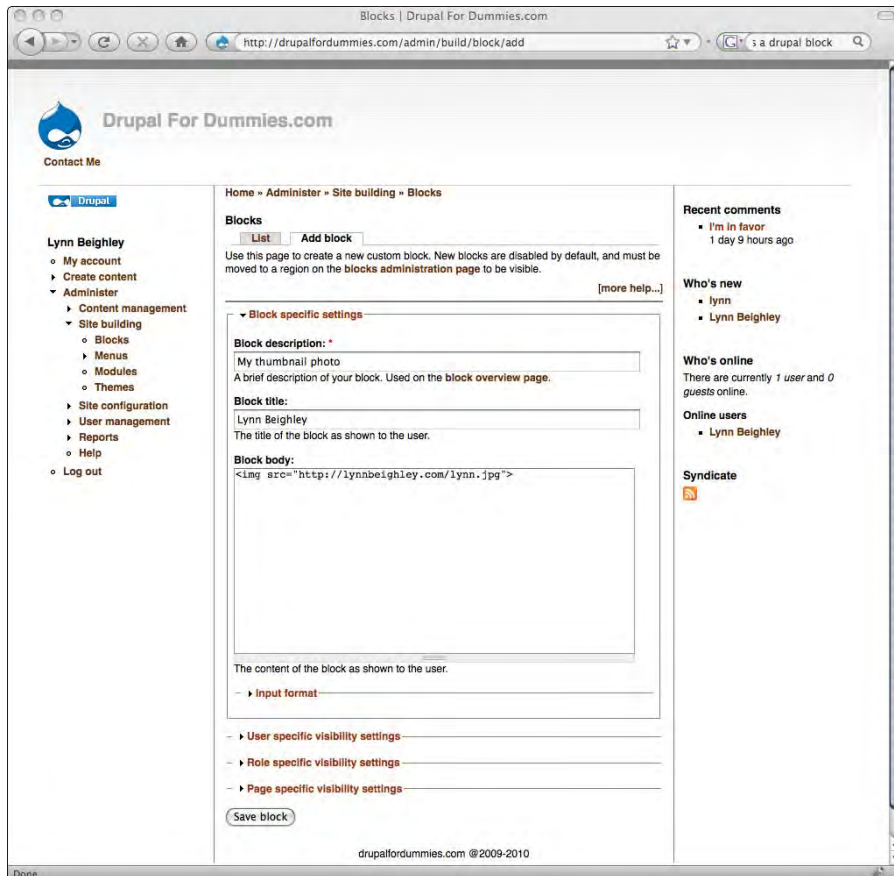 Blocks | Drupal For Dummies.com
http://drupalfordummies.com/admin/build/block/add
s a drupal block
Drupal For Dummies.com
Contact Me
Drupal
Lynn Beighley
My account
Create content
Administer
Content management
Site building
Blocks
Menus
Modules
Themes
Site configuration
User management
Reports
Help
Log out
Home » Administer » Site building » Blocks
Blocks
List
Add block
Use this page to create a new custom block. New blocks are disabled by default, and must be
moved to a region on the blocks administration page to be visible.
[more help...]
Block specific settings
Block description: *
My thumbnail photo
A brief description of your block. Used on the block overview page.
Block title:
Lynn Beighley
The title of the block as shown to the user.
Block body:
<img src="http://lynnbeighley.com/lynn.jpg">
The content of the block as shown to the user.
Input format
User specific visibility settings
Role specific visibility settings
Page specific visibility settings
Save block
Recent comments
I'm in favor
1 day 9 hours ago
Who's new
lynn
Lynn Beighley
Who's online
There are currently 1 user and 0
guests online.
Online users
Lynn Beighley
Syndicate
drupalfordummies.com @2009-2010
Done